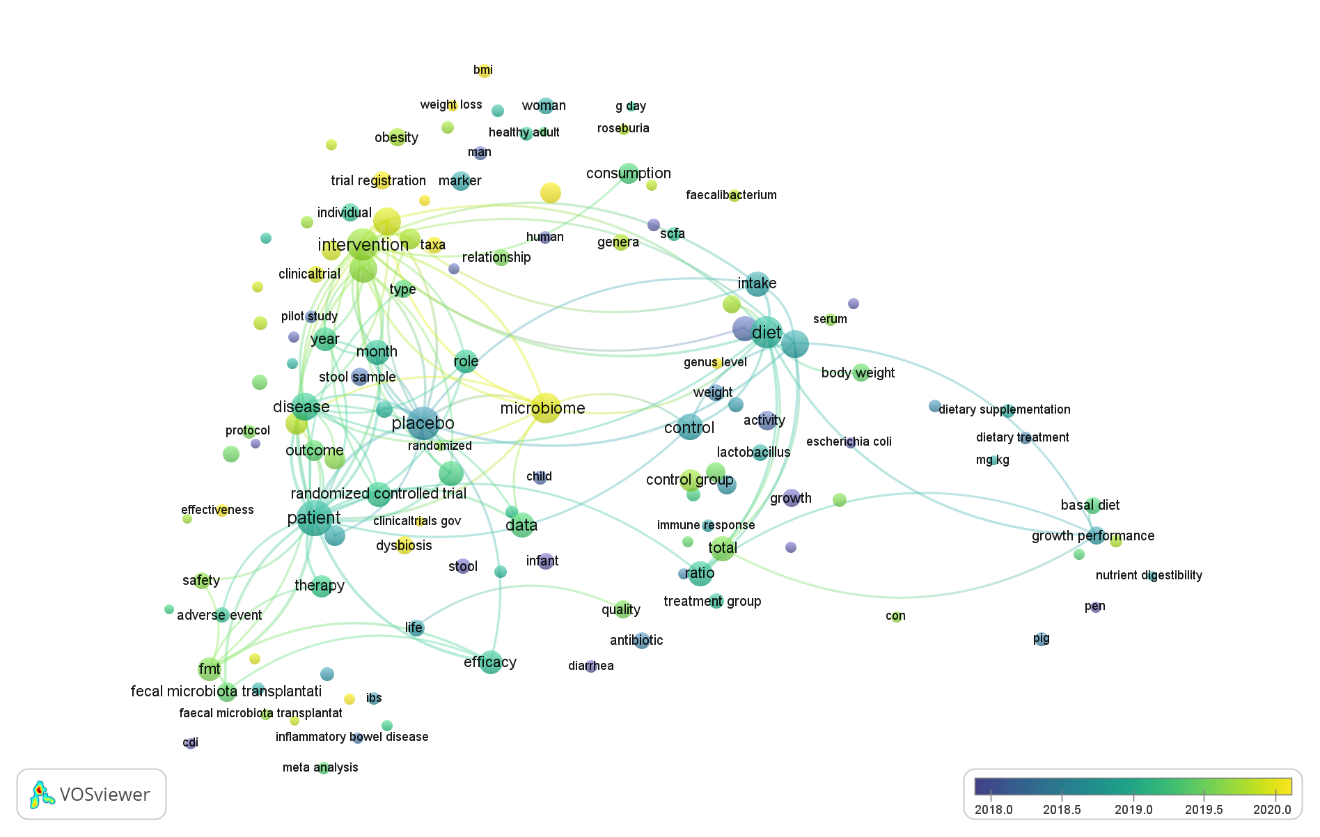 bmi
weight loss
woman
g day
obesity
healthy adult
roseburia
man
trial registration
marker
consumption
faecalibacterium
individual
intervention
taxa
human
genera
scfa
relationship
clinicaltrial
type
intake
pilot study
serum
year
diet
month
role
genus level
stool sample
body weight
weight
disease
microbiome
dietary supplementation
placebo
control
activity
protocol
randomized
escherichia coli
dietary treatment
outcome
lactobacillus
mg kg
child
control group
randomized controlled trial
growth
basal diet
effectiveness
patient
clinicaltrials gov
data
immune response
growth performance
dysbiosis
total
stool
infant
ratio
nutrient digestibility
safety
therapy
treatment group
quality
pen
adverse event
con
life
antibiotic
pig
fmt
efficacy
diarrhea
fecal microbiota transplantati
ibs
faecal microbiota transplantat
inflammatory bowel disease
cdi
meta analysis
VOSviewer
2018.0 2018.5 2019.0 2019.5 2020.0